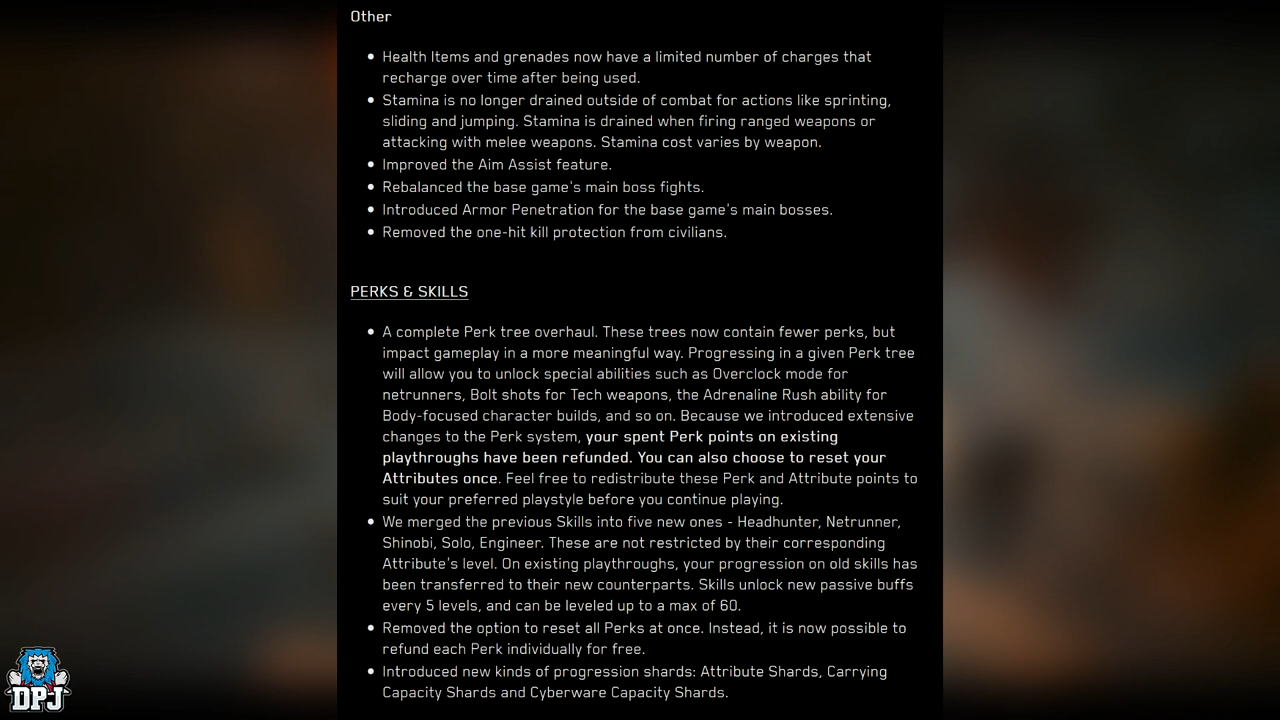 Other
• Health Items and grenades now have a limited number of charges that
recharge over time after being used.
• Stamina is no longer drained outside of combat for actions like sprinting,
sliding and jumping. Stamina is drained when firing ranged weapons or
attacking with melee weapons. Stamina cost varies by weapon.
• Improved the Aim Assist feature.
• Rebalanced the base game's main boss fights.
• Introduced Armor Penetration for the base game's main bosses.
• Removed the one-hit kill protection from civilians.
PERKS & SKILLS
• A complete Perk tree overhaul. These trees now contain fewer perks, but
impact gameplay in a more meaningful way. Progressing in a given Perk tree
will allow you to unlock special abilities such as Overclock mode for
netrunners, Bolt shots for Tech weapons, the Adrenaline Rush ability for
Body-focused character builds, and so on. Because we introduced extensive
changes to the Perk system, your spent Perk points on existing
playthroughs have been refunded. You can also choose to reset your
Attributes once. Feel free to redistribute these Perk and Attribute points to
suit your preferred playstyle before you continue playing.
• We merged the previous Skills into five new ones - Headhunter, Netrunner,
Shinobi, Solo, Engineer. These are not restricted by their corresponding
Attribute's level. On existing playthroughs, your progression on old skills has
been transferred to their new counterparts. Skills unlock new passive buffs
every 5 levels, and can be leveled up to a max of 60.
• Removed the option to reset all Perks at once. Instead, it is now possible to
refund each Perk individually for free.
• Introduced new kinds of progression shards: Attribute Shards, Carrying
Capacity Shards and Cyberware Capacity Shards.
DPJ